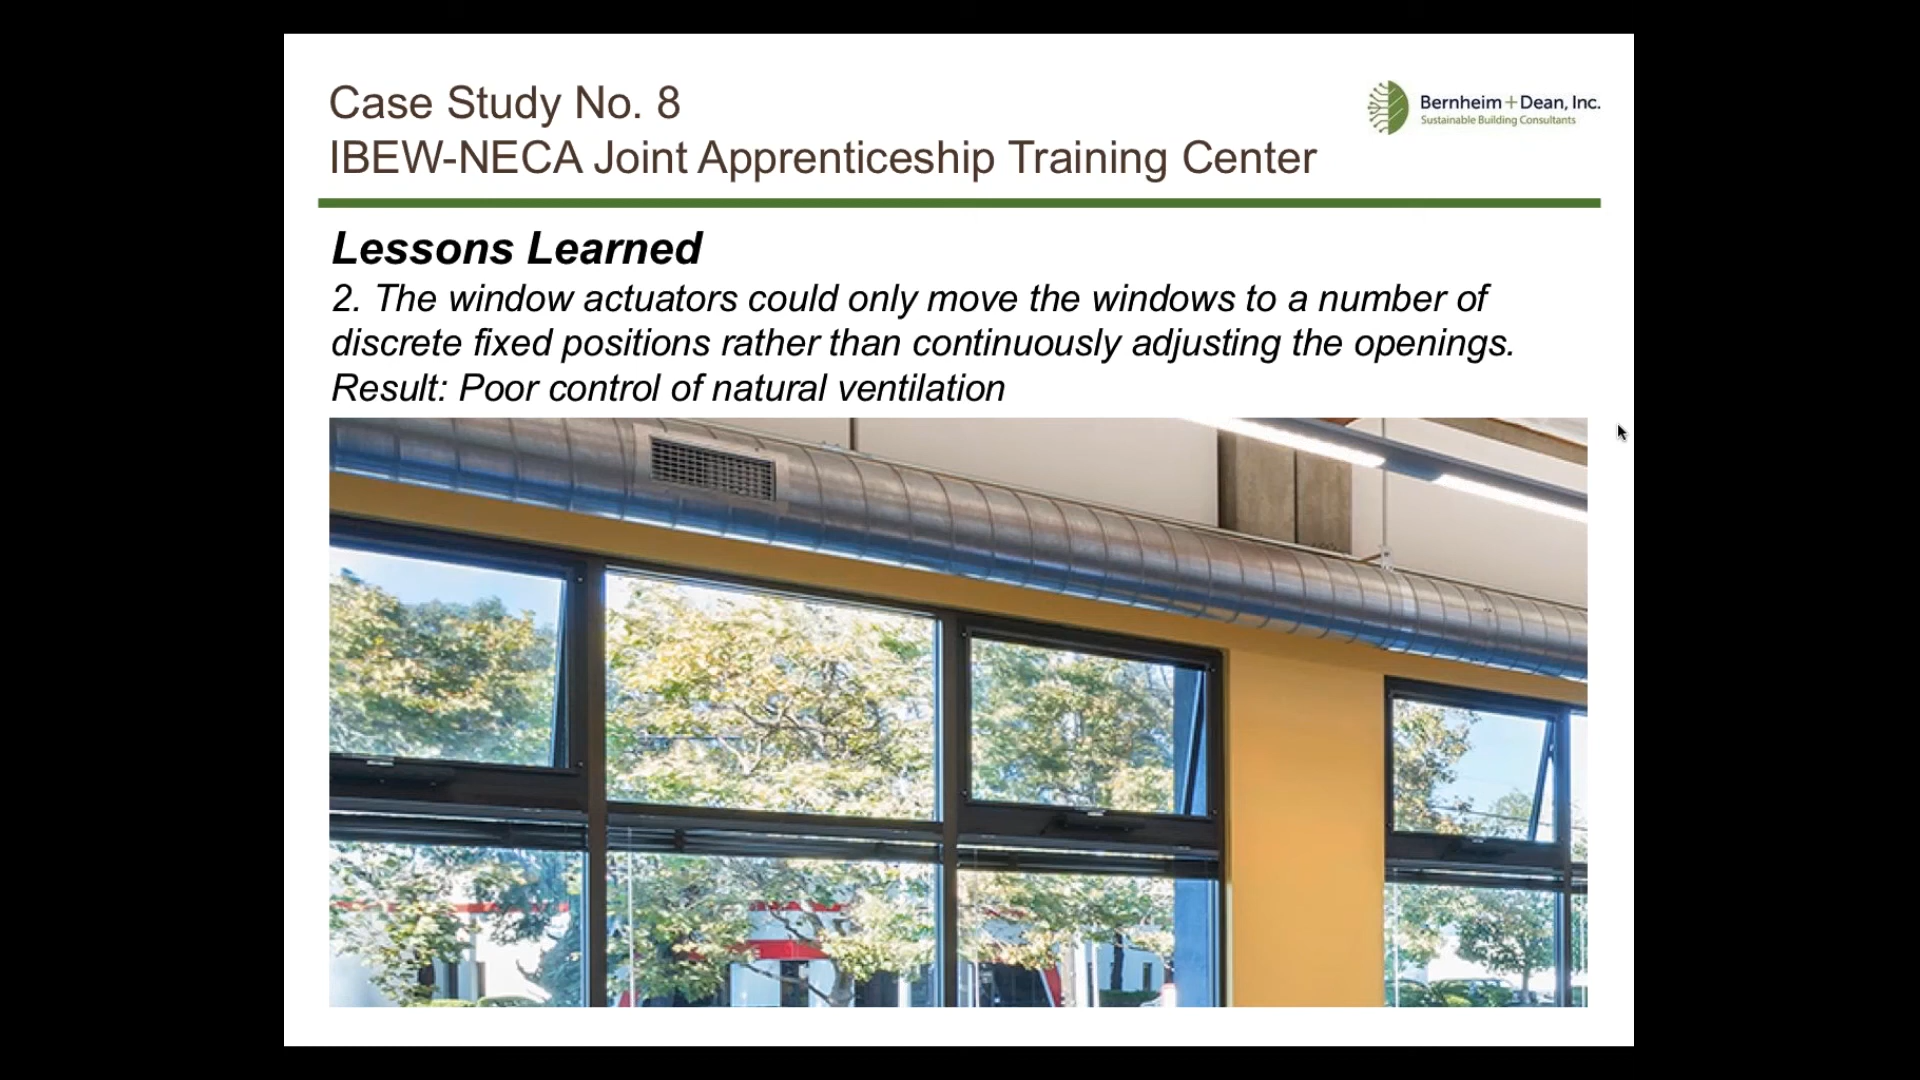 Case Study No. 8
IBEW-NECA Joint Apprenticeship Training Center
Bernheim+Dean, Inc.
Sustainable Building Consultants
Lessons Learned
2. The window actuators could only move the windows to a number of
discrete fixed positions rather than continuously adjusting the openings.
Result: Poor control of natural ventilation